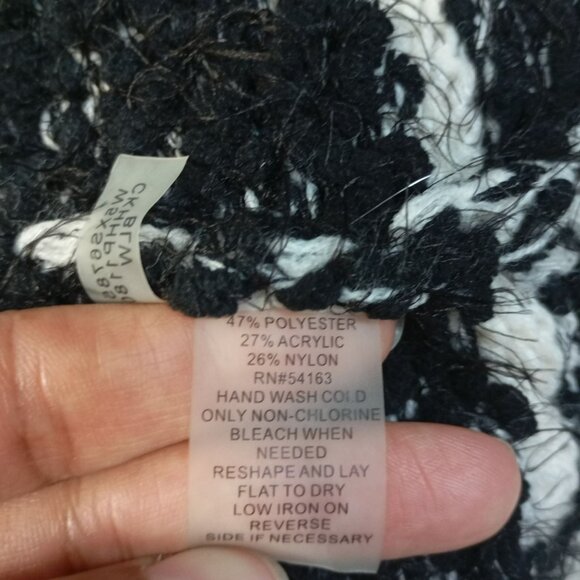 47% POLYESTER
27% ACRYLIC
26% NYLON
RN#54163
HAND WASH COLD
ONLY NON-CHLORINE
BLEACH WHEN
NEEDED
RESHAPE AND LAY
FLAT TO DRY
LOW IRON ON
REVERSE
SIDE IF NECESSARY